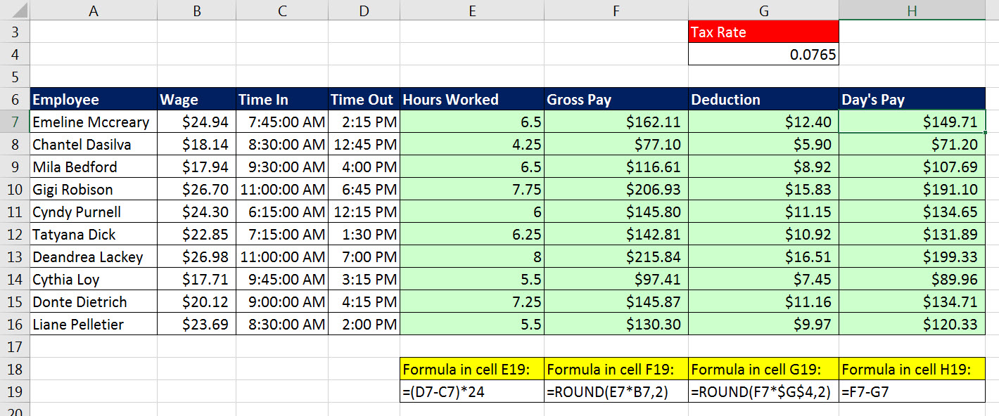 A B C D E F G H
3 Tax Rate
4 0.0765
5
6 Employee Wage Time In Time Out Hours Worked Gross Pay Deduction Day's Pay
7 Emeline Mccreary $24.94 7:45:00 AM 2:15 PM 6.5 $162.11 $12.40 $149.71
8 Chantel Dasilva $18.14 8:30:00 AM 12:45 PM 4.25 $77.10 $5.90 $71.20
9 Mila Bedford $17.94 9:30:00 AM 4:00 PM 6.5 $116.61 $8.92 $107.69
10 Gigi Robison $26.70 11:00:00 AM 6:45 PM 7.75 $206.93 $15.83 $191.10
11 Cyndy Purnell $24.30 6:15:00 AM 12:15 PM 6 $145.80 $11.15 $134.65
12 Tatyana Dick $22.85 7:15:00 AM 1:30 PM 6.25 $142.81 $10.92 $131.89
13 Deandrea Lackey $26.98 11:00:00 AM 7:00 PM 8 $215.84 $16.51 $199.33
14 Cythia Loy $17.71 9:45:00 AM 3:15 PM 5.5 $97.41 $7.45 $89.96
15 Donte Dietrich $20.12 9:00:00 AM 4:15 PM 7.25 $145.87 $11.16 $134.71
16 Liane Pelletier $23.69 8:30:00 AM 2:00 PM 5.5 $130.30 $9.97 $120.33
17
18 Formula in cell E19: Formula in cell F19: Formula in cell G19: Formula in cell H19:
19 =(D7-C7)*24 =ROUND(E7*B7,2) =ROUND(F7*$G$4,2) =F7-G7
20